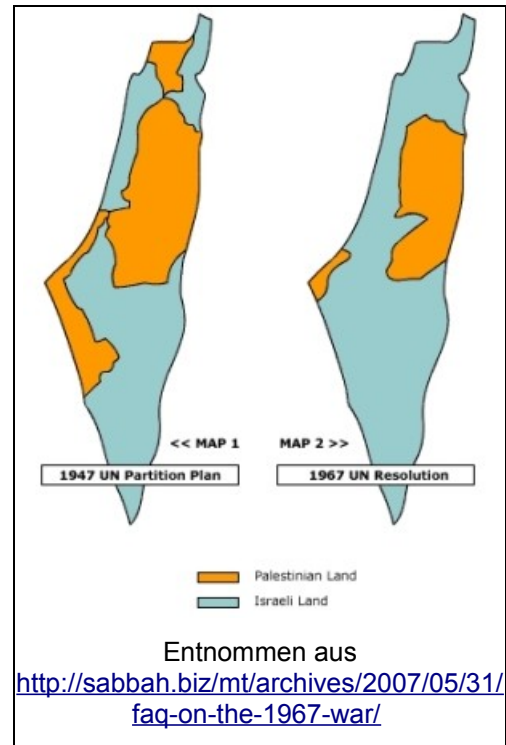 << MAP 1
MAP 2 >>
1947 UN Partition Plan
1967 UN Resolution
Palestinian Land
Israeli Land
Entnommen aus
http://sabbah.biz/mt/archives/2007/05/31/
faq-on-the-1967-war/